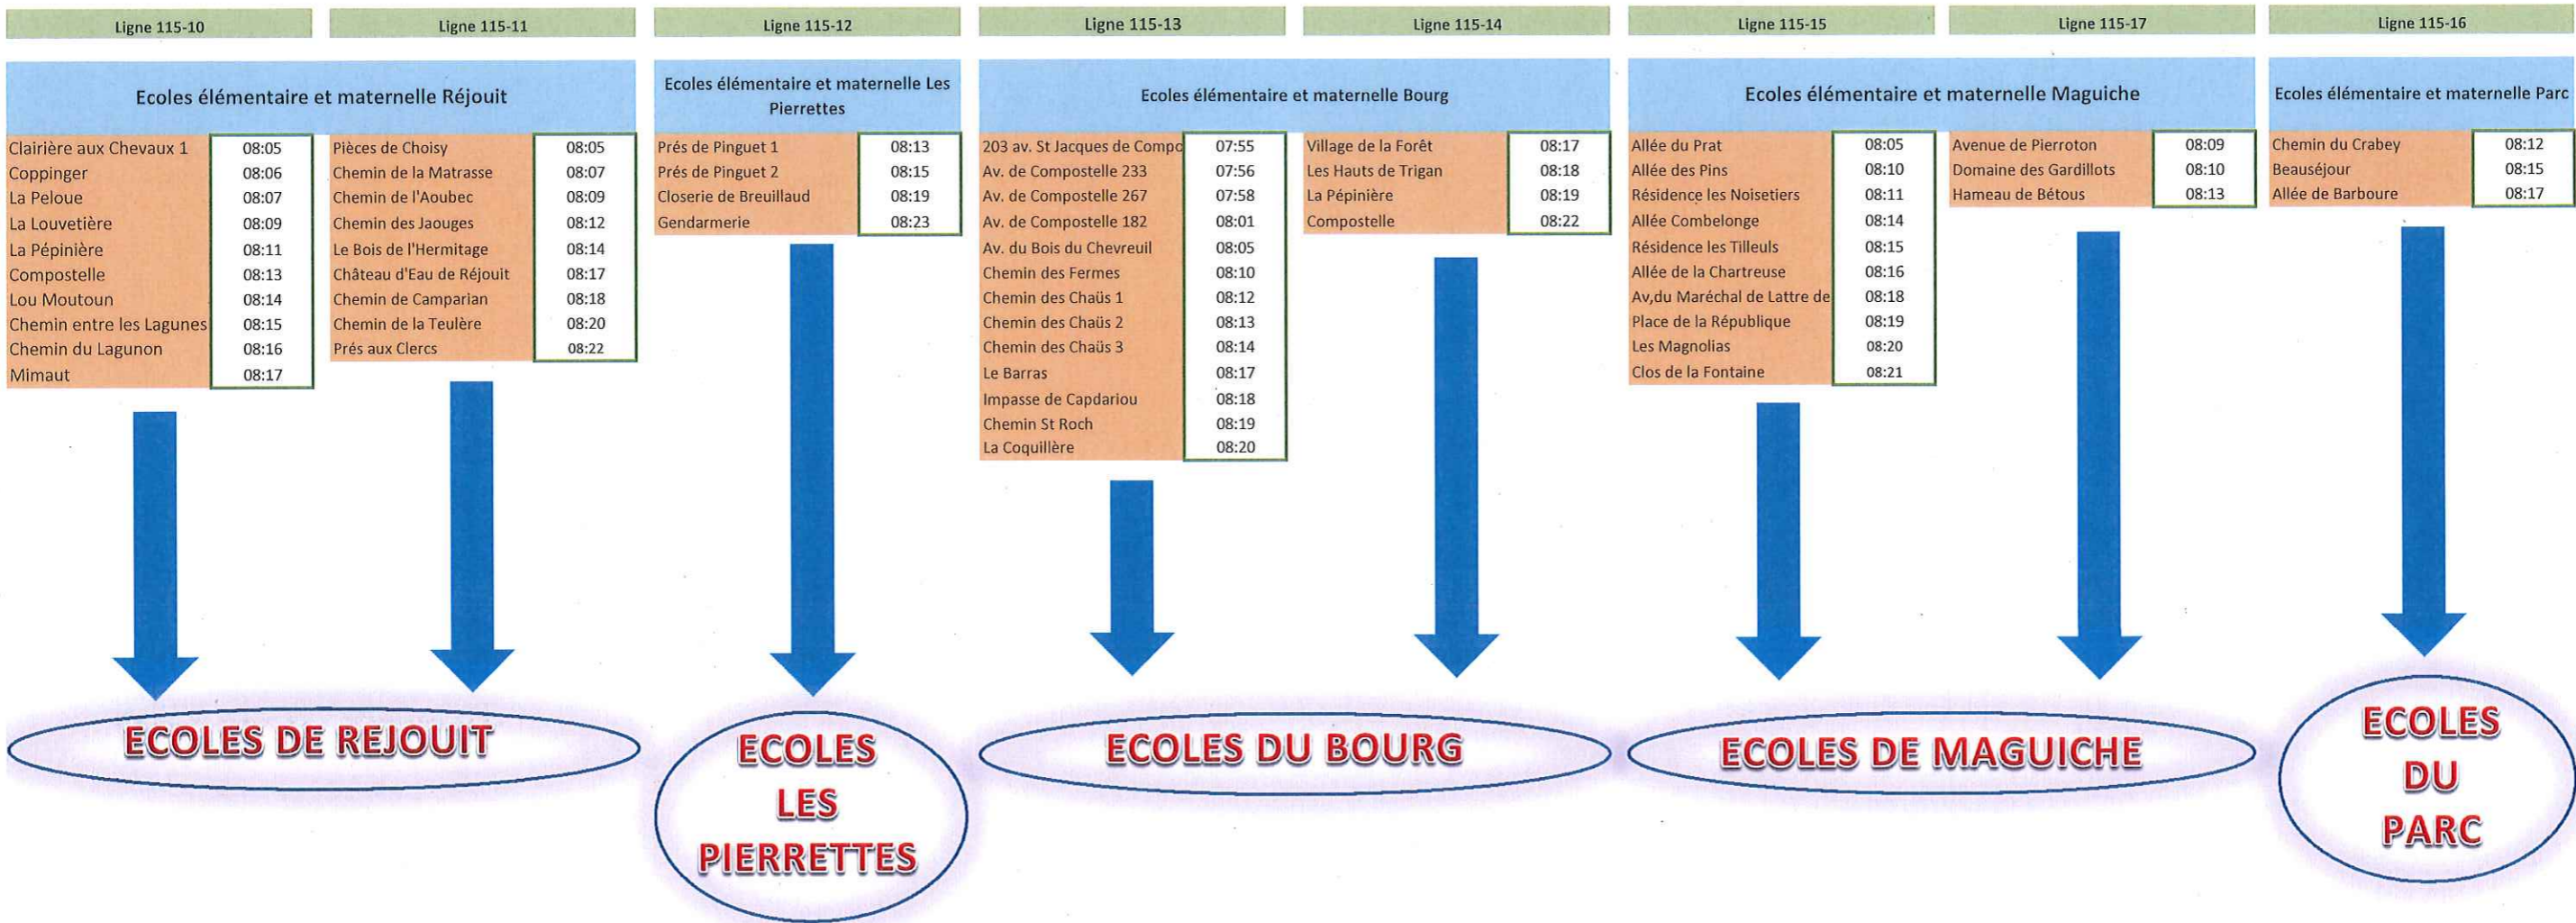 Ligne 115-10
Ligne 115-11
Ligne 115-12
Ligne 115-13
Ligne 115-14
Ligne 115-15
Ligne 115-17
Ligne 115-16
Ecoles élémentaire et maternelle Réjouit
Ecoles élémentaire et maternelle Les
Pierrettes
Ecoles élémentaire et maternelle Bourg
Ecoles élémentaire et maternelle Maguiche
Ecoles élémentaire et maternelle Parc
Clairière aux Chevaux 1 08:05
Coppinger 08:06
La Peloue 08:07
La Louvetière 08:09
La Pépinière 08:11
Compostelle 08:13
Lou Moutoun 08:14
Chemin entre les Lagunes 08:15
Chemin du Lagunon 08:16
Mimaut 08:17
Pièces de Choisy 08:05
Chemin de la Matrasse 08:07
Chemin de l'Aoubec 08:09
Chemin des Jaouges 08:12
Le Bois de l'Hermitage 08:14
Château d'Eau de Réjouit 08:17
Chemin de Camparian 08:18
Chemin de la Teulère 08:20
Prés aux Clercs 08:22
Prés de Pinguet 1 08:13
Prés de Pinguet 2 08:15
Closerie de Breuillaud 08:19
Gendarmerie 08:23
203 av. St Jacques de Compo 07:55
Av. de Compostelle 233 07:56
Av. de Compostelle 267 07:58
Av. de Compostelle 182 08:01
Av. du Bois du Chevreuil 08:05
Chemin des Fermes 08:10
Chemin des Chaüs 1 08:12
Chemin des Chaüs 2 08:13
Chemin des Chaüs 3 08:14
Le Barras 08:17
Impasse de Capdariou 08:18
Chemin St Roch 08:19
La Coquillère 08:20
Village de la Forêt 08:17
Les Hauts de Trigan 08:18
La Pépinière 08:19
Compostelle 08:22
Allée du Prat 08:05
Allée des Pins 08:10
Résidence les Noisetiers 08:11
Allée Combelonge 08:14
Résidence les Tilleuls 08:15
Allée de la Chartreuse 08:16
Av,du Maréchal de Lattre de 08:18
Place de la République 08:19
Les Magnolias 08:20
Clos de la Fontaine 08:21
Avenue de Pierroton 08:09
Domaine des Gardillots 08:10
Hameau de Bétous 08:13
Chemin du Crabey 08:12
Beauséjour 08:15
Allée de Barboure 08:17
ECOLES DE REJOUIT
ECOLES
LES
PIERRETTES
ECOLES DU BOURG
ECOLES DE MAGUICHE
ECOLES
DU
PARC